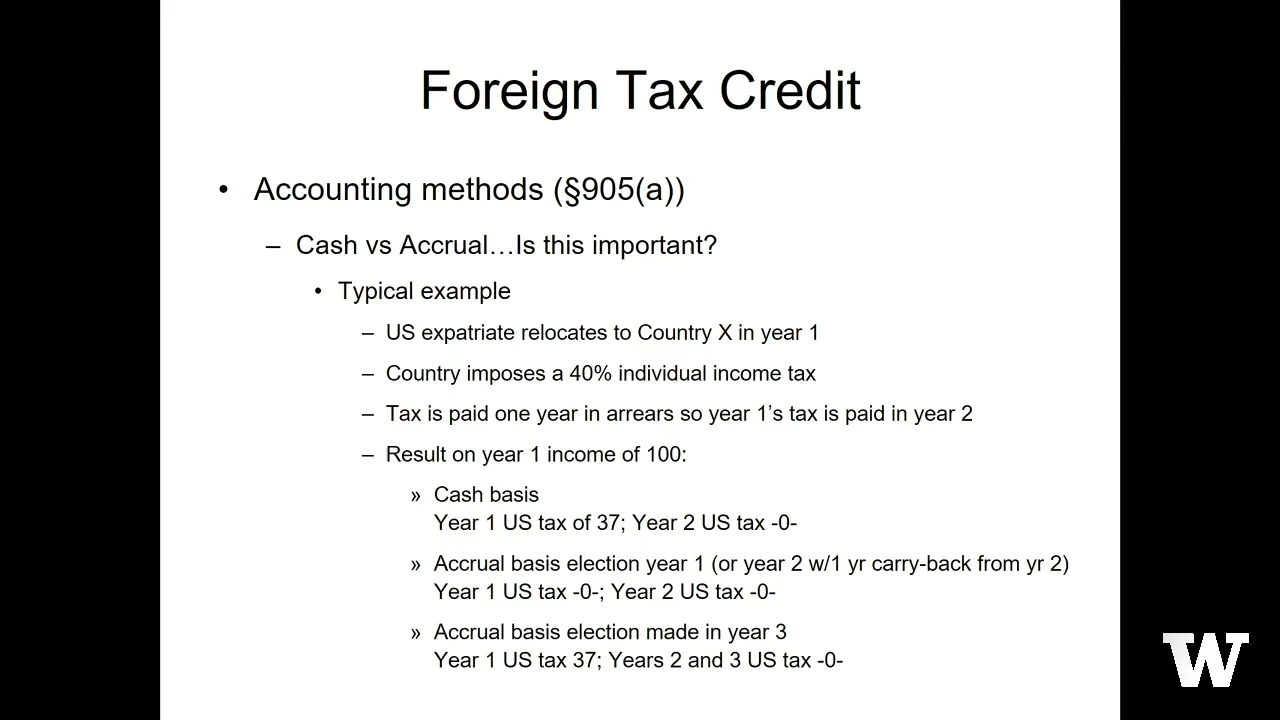 Foreign Tax Credit
• Accounting methods (§905(a))
– Cash vs Accrual…Is this important?
• Typical example
– US expatriate relocates to Country X in year 1
– Country imposes a 40% individual income tax
– Tax is paid one year in arrears so year 1’s tax is paid in year 2
– Result on year 1 income of 100:
» Cash basis
Year 1 US tax of 37; Year 2 US tax -0-
» Accrual basis election year 1 (or year 2 w/1 yr carry-back from yr 2)
Year 1 US tax -0-; Year 2 US tax -0-
» Accrual basis election made in year 3
Year 1 US tax 37; Years 2 and 3 US tax -0-
W